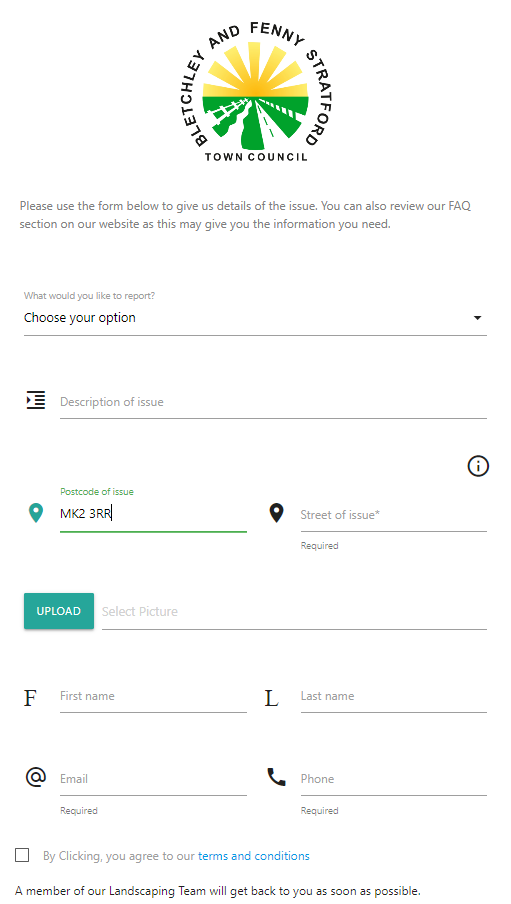 BLETCHLEY AND FENNY STRATFORD
TOWN COUNCIL
Please use the form below to give us details of the issue. You can also review our FAQ
section on our website as this may give you the information you need.
What would you like to report?
Choose your option
Description of issue
Postcode of issue
MK2 3RR
Street of issue*
Required
UPLOAD
Select Picture
F
First name
L
Last name
@
Email
Phone
Required
Required
By Clicking, you agree to our terms and conditions
A member of our Landscaping Team will get back to you as soon as possible.